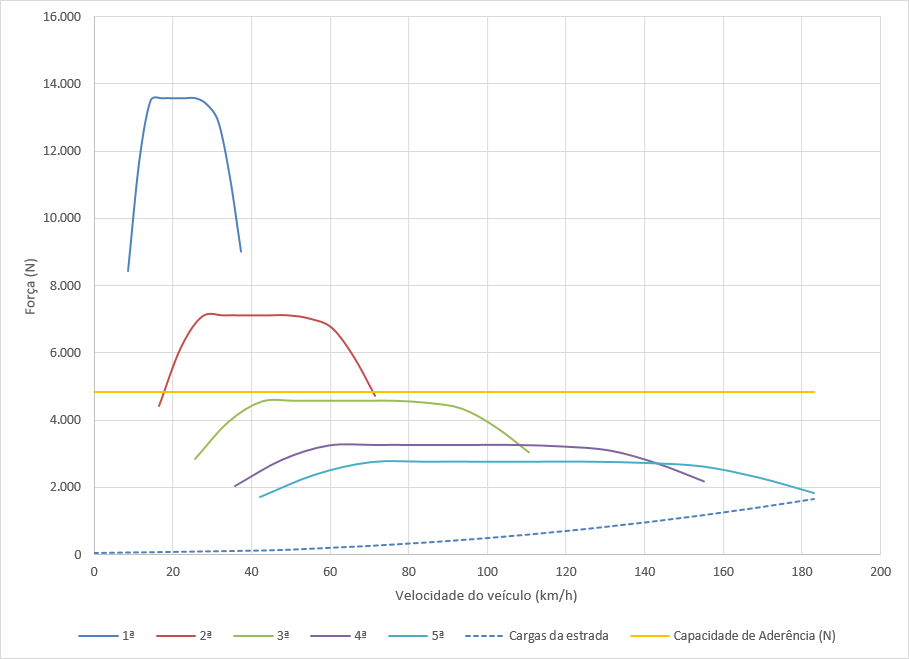 16.000
14.000
12.000
10.000
8.000
6.000
4.000
2.000
0
Força (N)
0 20 40 60 80 100 120 140 160 180 200
Velocidade do veículo (km/h)
1ª 2ª 3ª 4ª 5ª Cargas da estrada Capacidade de Aderência (N)